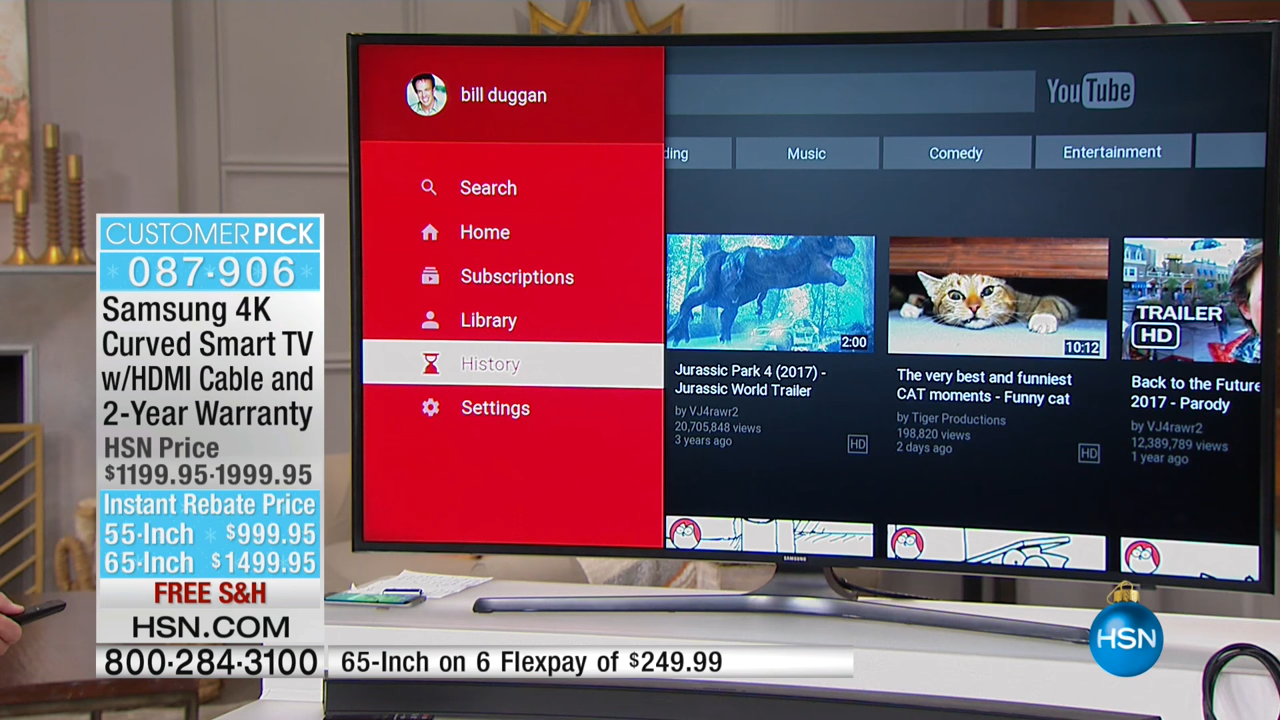 CUSTOMER PICK
087-906
Samsung 4K
Curved Smart TV
w/HDMI Cable and
2-Year Warranty
HSN Price
$1199.95-1999.95
Instant Rebate Price
55-Inch $999.95
65-Inch $1499.95
FREE S&H
HSN.COM
800-284-3100
65-Inch on 6 Flexpay of $249.99
bill duggan
Search
Home
Subscriptions
Library
History
Settings
YouTube
ding
Music
Comedy
Entertainment
2:00
Jurassic Park 4 (2017) -
Jurassic World Trailer
by VJ4rawr2
20,705,848 views
3 years ago
HD
10:12
The very best and funniest
CAT moments - Funny cat
by Tiger Productions
198,820 views
2 days ago
HD
TRAILER
HD
Back to the Future
2017 - Parody
by VJ4rawr2
12,389,789 views
1 year ago
SAMSUNG
HSN